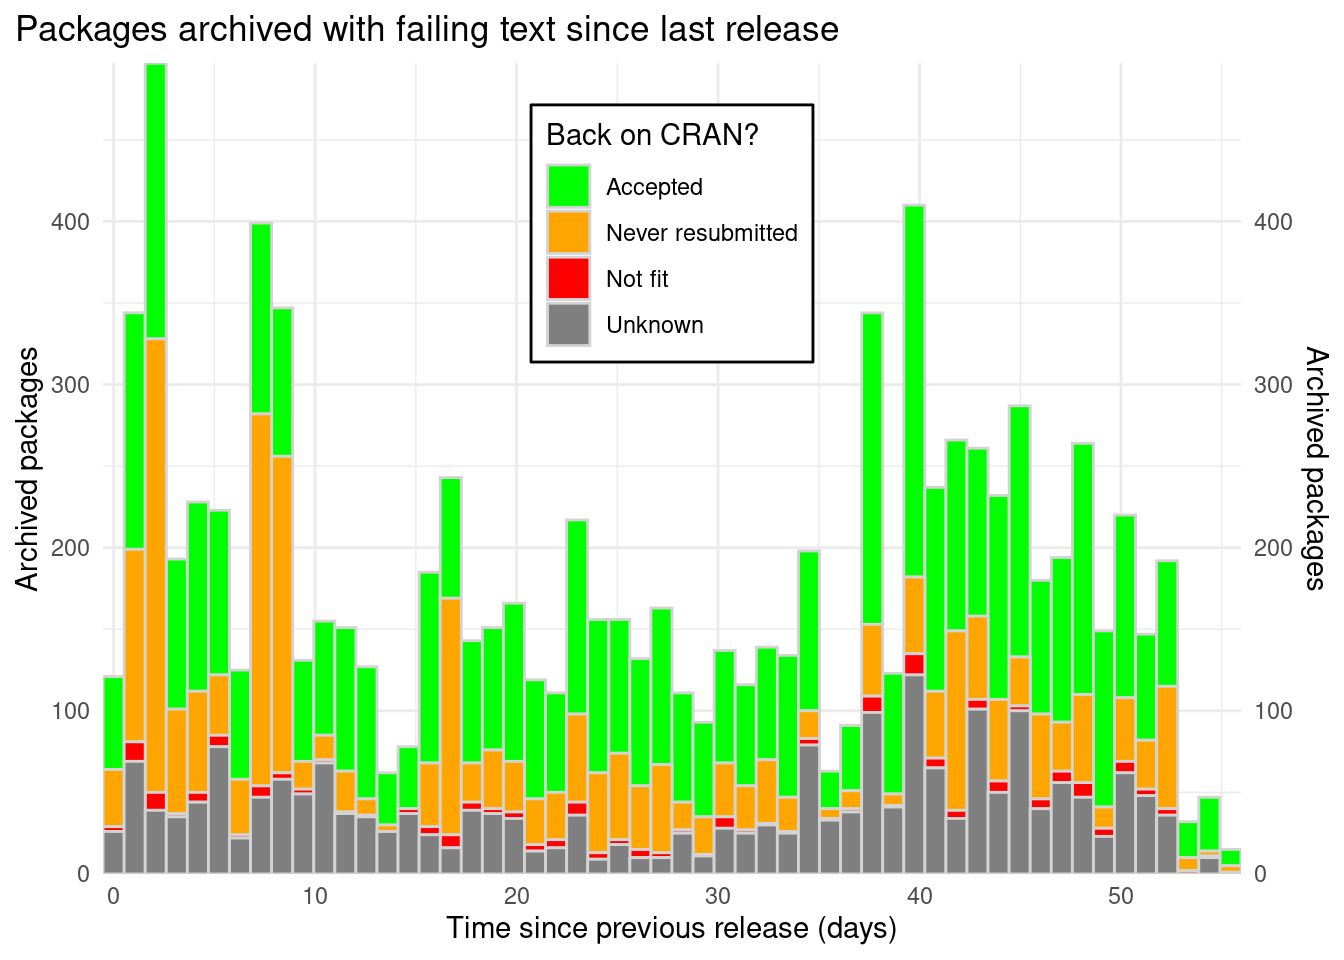 Packages archived with failing text since last release
Back on CRAN?
Accepted
Never resubmitted
Not fit
Unknown
Archived packages
400
300
200
100
0
400
300
200
100
0
Archived packages
0 10 20 30 40 50
Time since previous release (days)